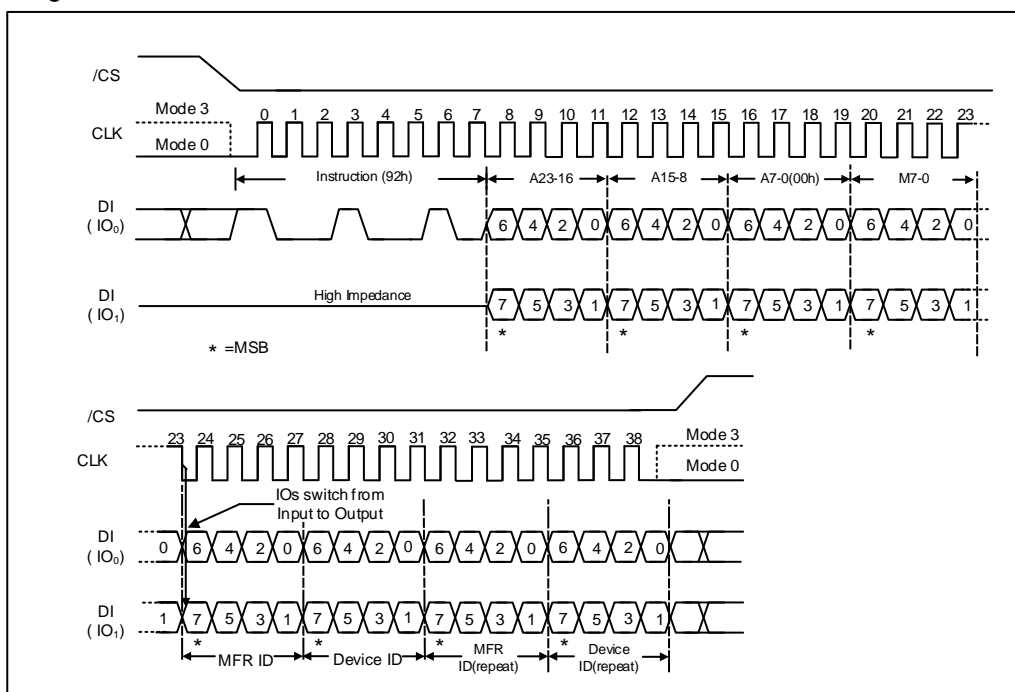 /CS
Mode 3
0 1 2 3 4 5 6 7 8 9 10 11 12 13 14 15 16 17 18 19 20 21 22 23
CLK
Mode 0
Instruction (92h) A23-16 A15-8 A7-0(00h) M7-0
DI
( IO₀)
6 4 2 0 6 4 2 0 6 4 2 0 6 4 2 0
High Impedance
DI
( IO₁)
7 5 3 1 7 5 3 1 7 5 3 1 7 5 3 1
* * * *
* =MSB
/CS
23 24 25 26 27 28 29 30 31 32 33 34 35 36 37 38
Mode 3
CLK
Mode 0
IOs switch from
Input to Output
DI
( IO₀)
0 6 4 2 0 6 4 2 0 6 4 2 0 6 4 2 0
DI
( IO₁)
1 7 5 3 1 7 5 3 1 7 5 3 1 7 5 3 1
* * * *
MFR ID Device ID MFR
ID(repeat)
Device
ID(repeat)